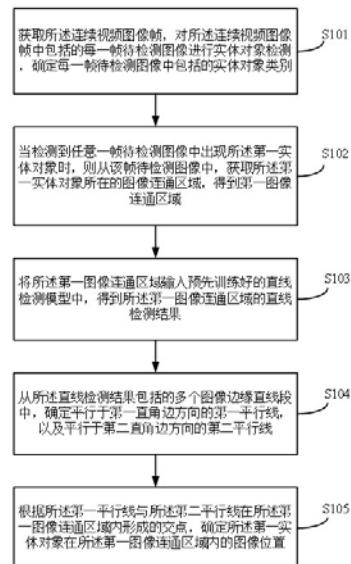 获取所述连续视频图像帧，对所述连续视频图像
帧中包括的每一帧待检测图像进行实体对象检测
，确定每一帧待检测图像中包括的实体对象类别
S101
当检测到任意一帧待检测图像中出现所述第一实
体对象时，则从该帧待检测图像中，获取所述第
一实体对象所在的图像连通区域，得到第一图像
连通区域
S102
将所述第一图像连通区域输入预先训练好的直线
检测模型中，得到所述第一图像连通区域的直线
检测结果
S103
从所述直线检测结果包括的多个图像边缘直线段
中，确定平行于第一直角边方向的第一平行线，
以及平行于第二直角边方向的第二平行线
S104
根据所述第一平行线与所述第二平行线在所述第
一图像连通区域内形成的交点，确定所述第一实
体对象在所述第一图像连通区域内的图像位置
S105